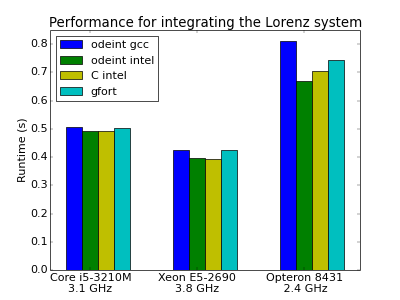 Performance for integrating the Lorenz system
Runtime (s)
0.8
0.7
0.6
0.5
0.4
0.3
0.2
0.1
0.0
odeint gcc
odeint intel
C intel
gfort
Core i5-3210M
3.1 GHz
Xeon E5-2690
3.8 GHz
Opteron 8431
2.4 GHz